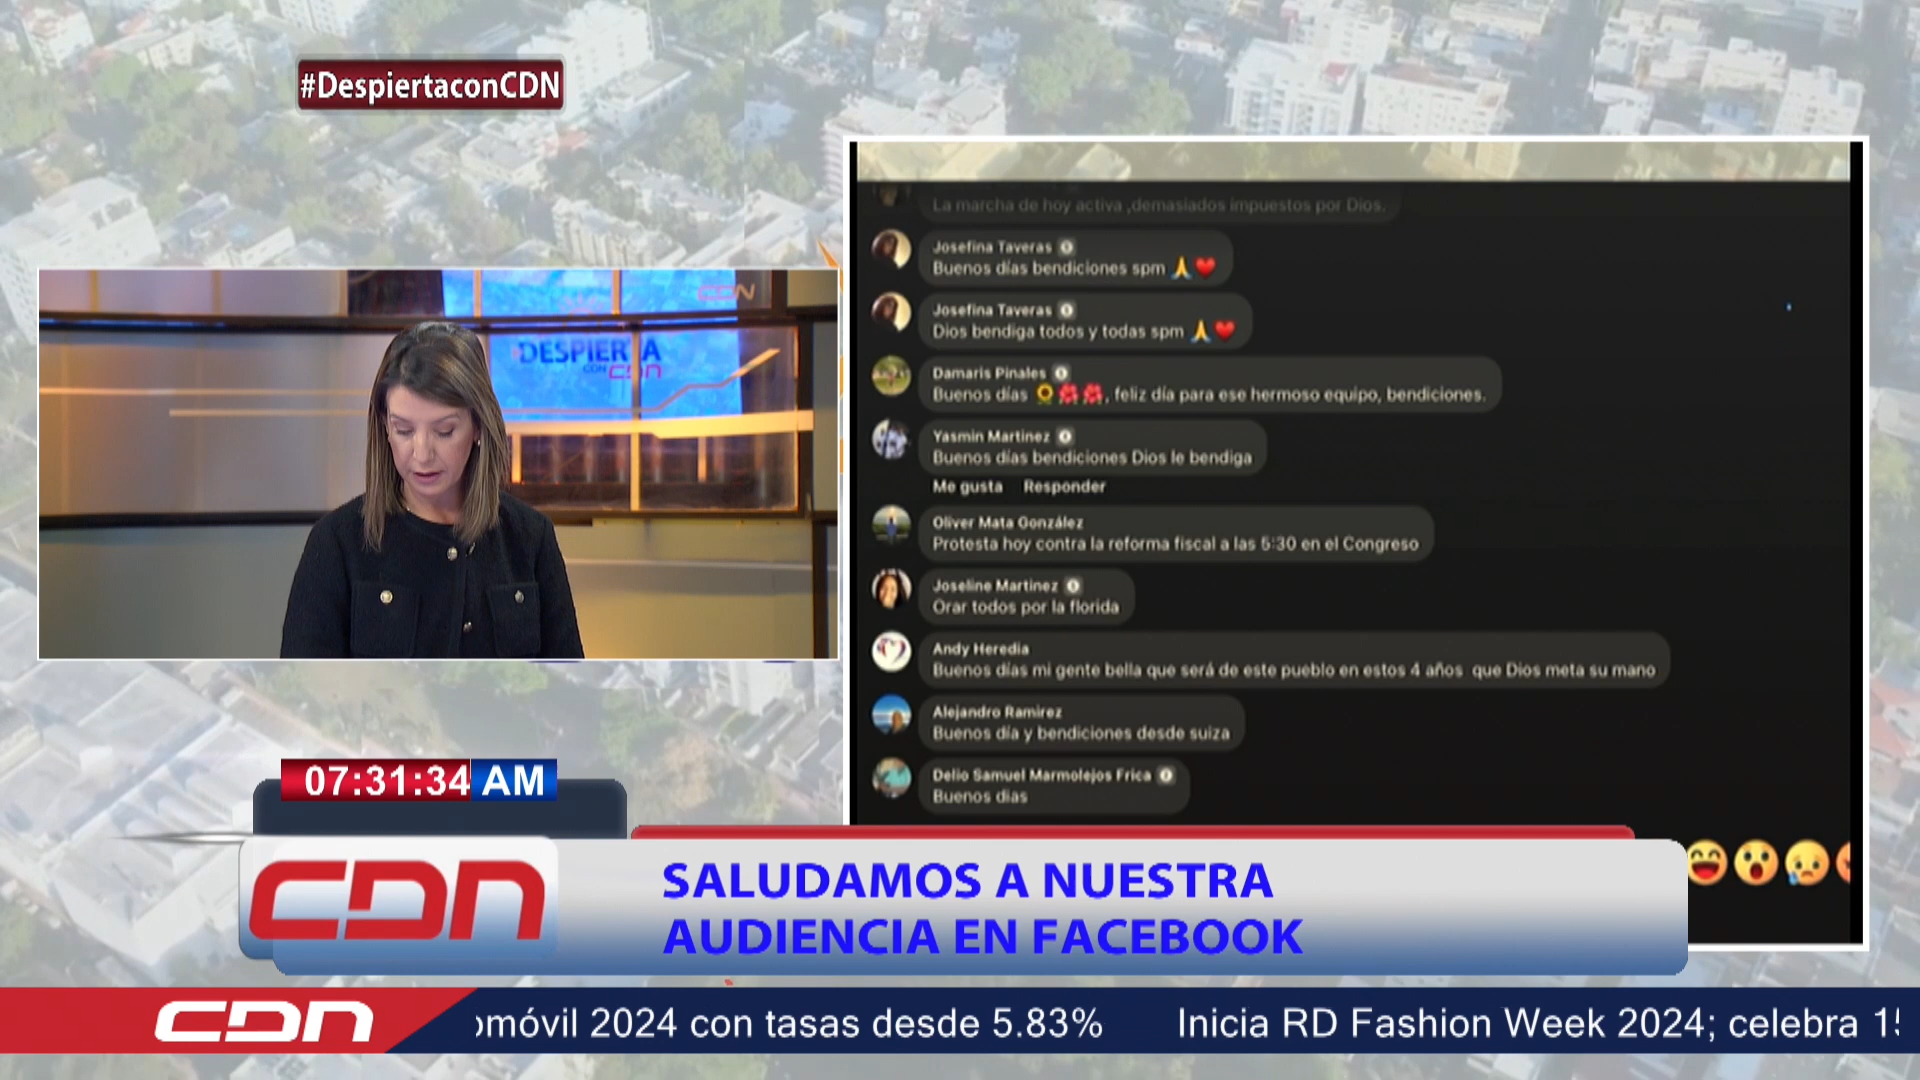 #DespiertaconCDN
CDN
DESPIERTA
CON CDN
La marcha de hoy activa ,demasiados impuestos por Dios.
Josefina Taveras
Buenos días bendiciones spm 🙏❤️
Josefina Taveras
Dios bendiga todos y todas spm 🙏❤️
Damaris Pinales
Buenos días 🌻🌺🌺, feliz día para ese hermoso equipo, bendiciones.
Yasmin Martinez
Buenos días bendiciones Dios le bendiga
Me gusta Responder
Oliver Mata González
Protesta hoy contra la reforma fiscal a las 5:30 en el Congreso
Joseline Martinez
Orar todos por la florida
Andy Heredia
Buenos días mi gente bella que será de este pueblo en estos 4 años que Dios meta su mano
Alejandro Ramirez
Buenos día y bendiciones desde suiza
Delio Samuel Marmolejos Frica
Buenos dias
07:31:34 AM
CDN
SALUDAMOS A NUESTRA
AUDIENCIA EN FACEBOOK
CDN
omóvil 2024 con tasas desde 5.83% Inicia RD Fashion Week 2024; celebra 15